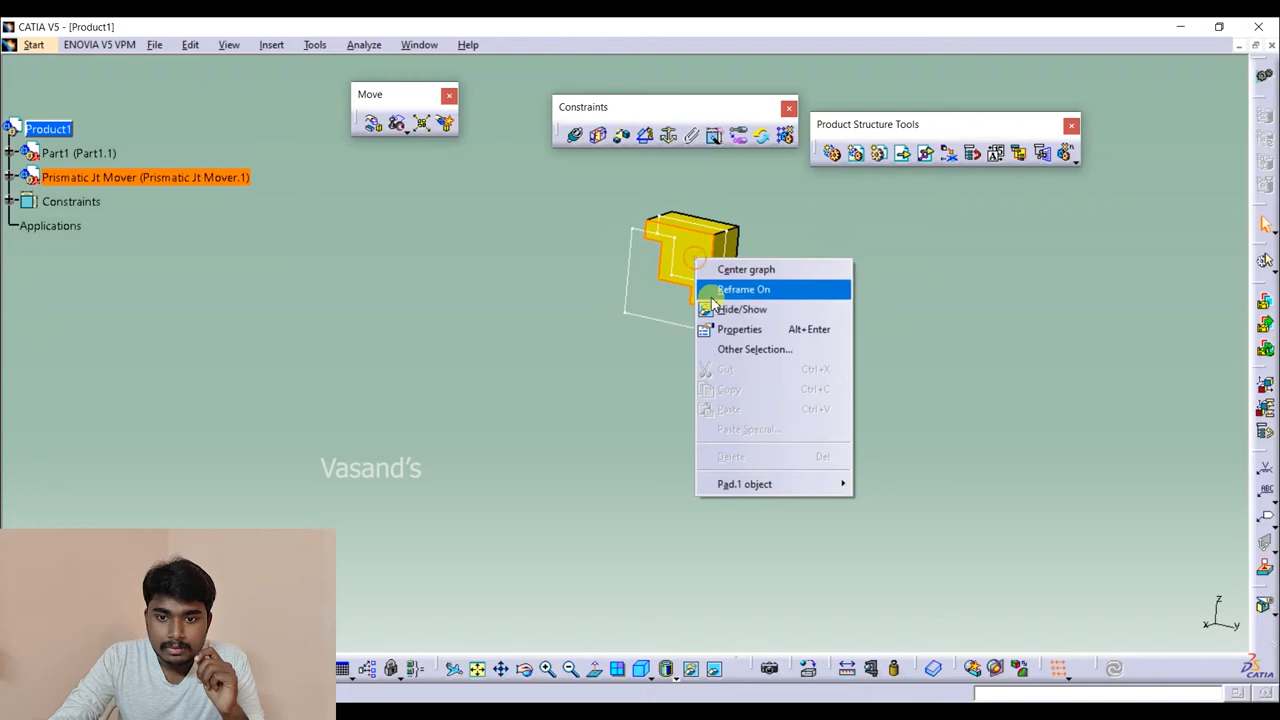 CATIA V5 - [Product1]
Start
ENOVIA V5 VPM
File
Edit
View
Insert
Tools
Analyze
Window
Help
Move
Constraints
Product Structure Tools
Product1
Part1 (Part1.1)
Prismatic Jt Mover (Prismatic Jt Mover.1)
Constraints
Applications
Center graph
Reframe On
Hide/Show
Properties Alt+Enter
Other Selection...
Cut Ctrl+X
Copy Ctrl+C
Paste Ctrl+V
Paste Special...
Delete Del
Pad.1 object
Vasand's
z
x
y
ABC
CATIA